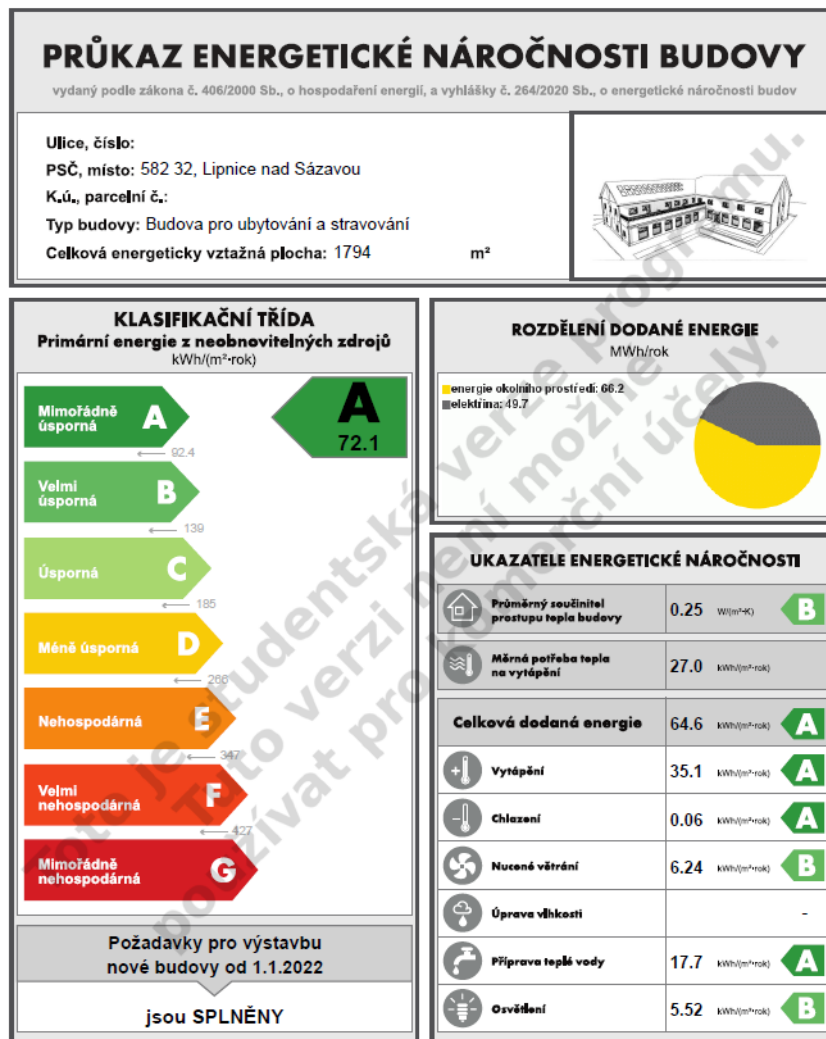 PRŮKAZ ENERGETICKÉ NÁROČNOSTI BUDOVY
vydaný podle zákona č. 406/2000 Sb., o hospodaření energií, a vyhlášky č. 264/2020 Sb., o energetické náročnosti budov
Ulice, číslo:
PSČ, místo: 582 32, Lipnice nad Sázavou
K.ú., parcelní č.:
Typ budovy: Budova pro ubytování a stravování
Celková energeticky vztažná plocha: 1794 m²
KLASIFIKAČNÍ TŘÍDA
Primární energie z neobnovitelných zdrojů
kWh/(m²·rok)
Mimořádně úsporná A
92.4
Velmi úsporná B
139
Úsporná C
185
Méně úsporná D
266
Nehospodárná E
347
Velmi nehospodárná F
427
Mimořádně nehospodárná G
A
72.1
Požadavky pro výstavbu
nové budovy od 1.1.2022
jsou SPLNĚNY
ROZDĚLENÍ DODANÉ ENERGIE
MWh/rok
energie okolního prostředí: 66.2
elektřina: 49.7
UKAZATELE ENERGETICKÉ NÁROČNOSTI
Průměrný součinitel prostupu tepla budovy 0.25 W/(m²·K) B
Měrná potřeba tepla na vytápění 27.0 kWh/(m²·rok)
Celková dodaná energie 64.6 kWh/(m²·rok) A
Vytápění 35.1 kWh/(m²·rok) A
Chlazení 0.06 kWh/(m²·rok) A
Nucené větrání 6.24 kWh/(m²·rok) B
Úprava vlhkosti -
Příprava teplé vody 17.7 kWh/(m²·rok) A
Osvětlení 5.52 kWh/(m²·rok) B
Toto je studentská verze programu.
Tuto verzi není možné
používat pro komerční účely.